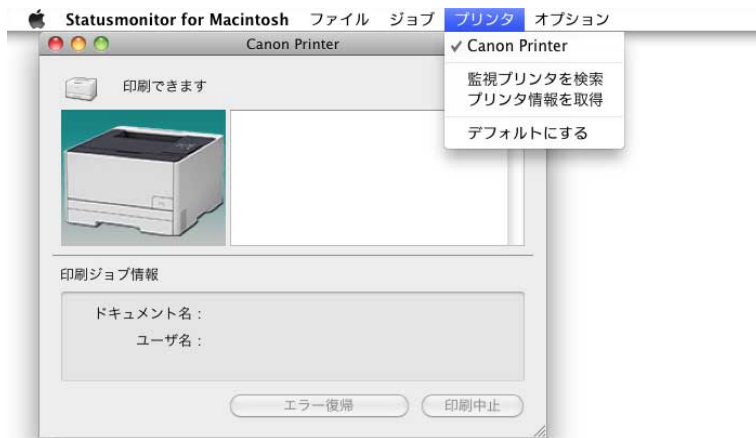 Statusmonitor for Macintosh ファイル ジョブ プリンタ オプション
Canon Printer
✓ Canon Printer
監視プリンタを検索
プリンタ情報を取得
デフォルトにする
印刷できます
印刷ジョブ情報
ドキュメント名 :
ユーザ名 :
エラー復帰 印刷中止